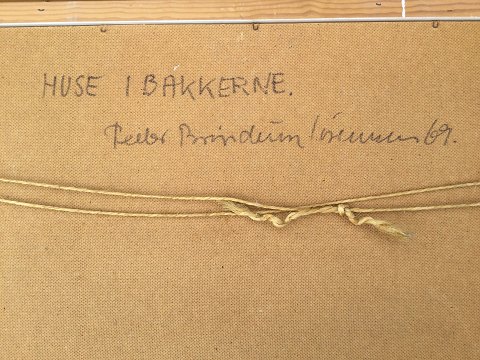 HUSE I BAKKERNE.
Peder Brøndum Sørensen 69.